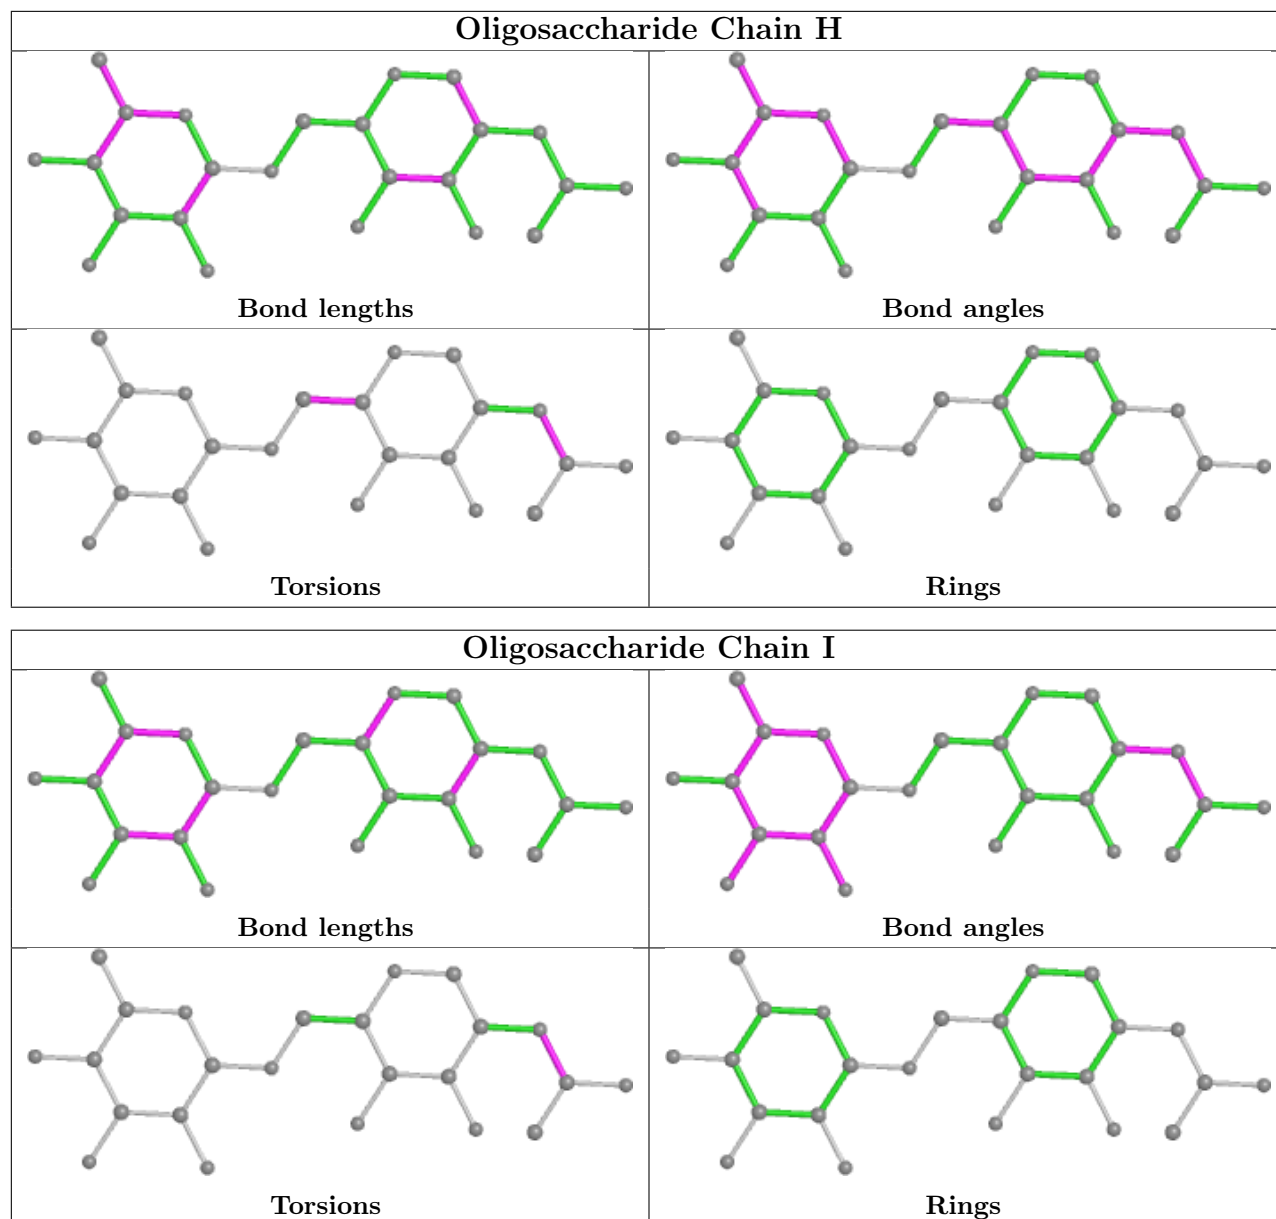 Oligosaccharide Chain H
Bond lengths
Bond angles
Torsions
Rings
Oligosaccharide Chain I
Bond lengths
Bond angles
Torsions
Rings